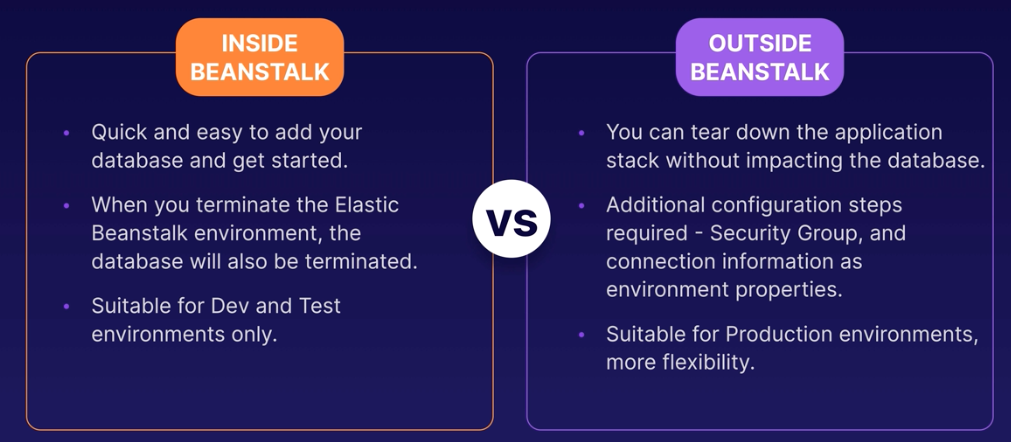 INSIDE
BEANSTALK
• Quick and easy to add your
database and get started.
• When you terminate the Elastic
Beanstalk environment, the
database will also be terminated.
• Suitable for Dev and Test
environments only.
VS
OUTSIDE
BEANSTALK
• You can tear down the application
stack without impacting the database.
• Additional configuration steps
required - Security Group, and
connection information as
environment properties.
• Suitable for Production environments,
more flexibility.